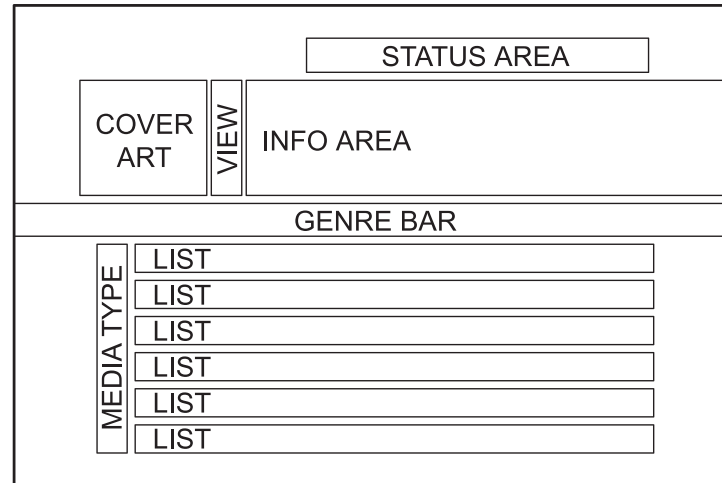 STATUS AREA
COVER
ART
VIEW
INFO AREA
GENRE BAR
MEDIA TYPE
LIST
LIST
LIST
LIST
LIST
LIST